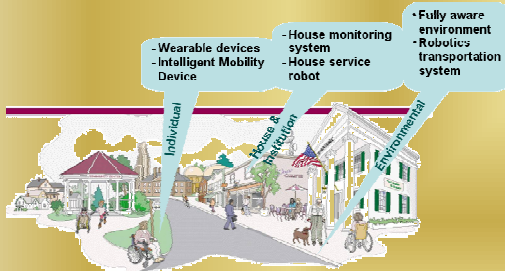 - Wearable devices
- Intelligent Mobility
Device
- House monitoring
system
- House service
robot
• Fully aware
environment
• Robotics
transportation
system
Individual
House &
Institution
Environmental